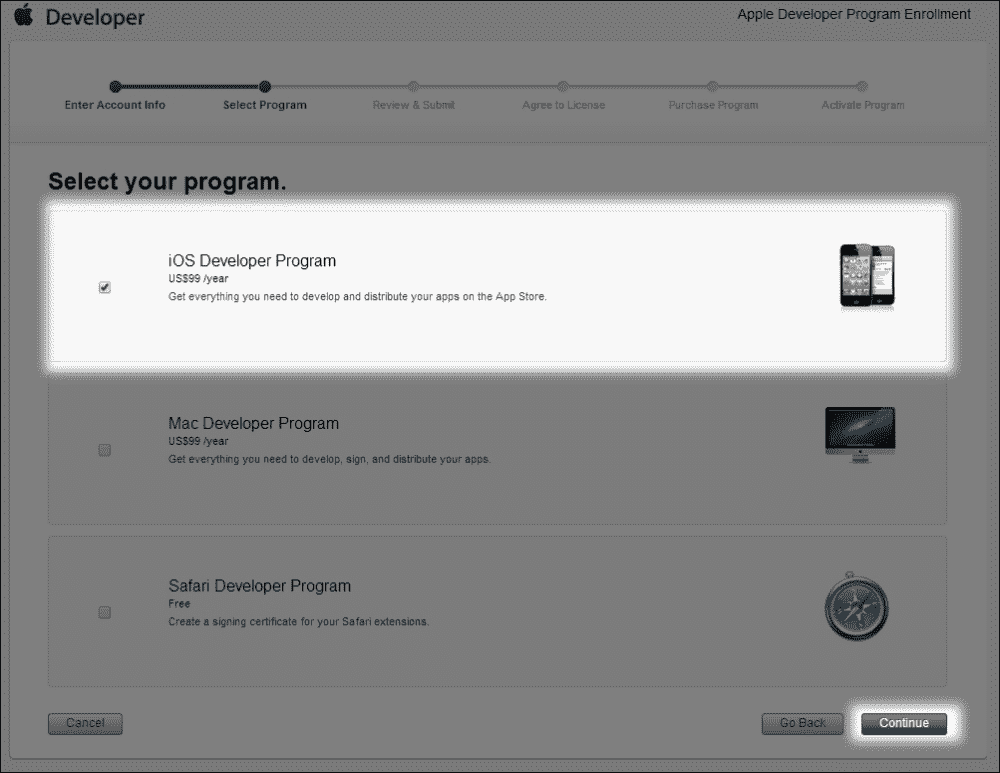 Developer
Apple Developer Program Enrollment
Enter Account Info
Select Program
Review & Submit
Agree to License
Purchase Program
Activate Program
Select your program.
iOS Developer Program
US$99 /year
Get everything you need to develop and distribute your apps on the App Store.
Mac Developer Program
US$99 /year
Get everything you need to develop, sign, and distribute your apps.
Safari Developer Program
Free
Create a signing certificate for your Safari extensions.
Cancel
Go Back
Continue